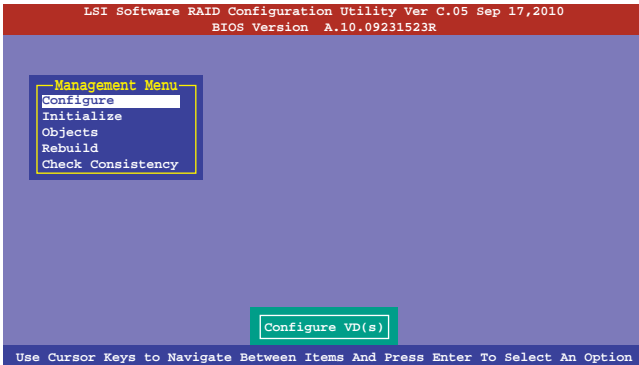 LSI Software RAID Configuration Utility Ver C.05 Sep 17,2010
BIOS Version A.10.09231523R
Management Menu
Configure
Initialize
Objects
Rebuild
Check Consistency
Configure VD(s)
Use Cursor Keys to Navigate Between Items And Press Enter To Select An Option